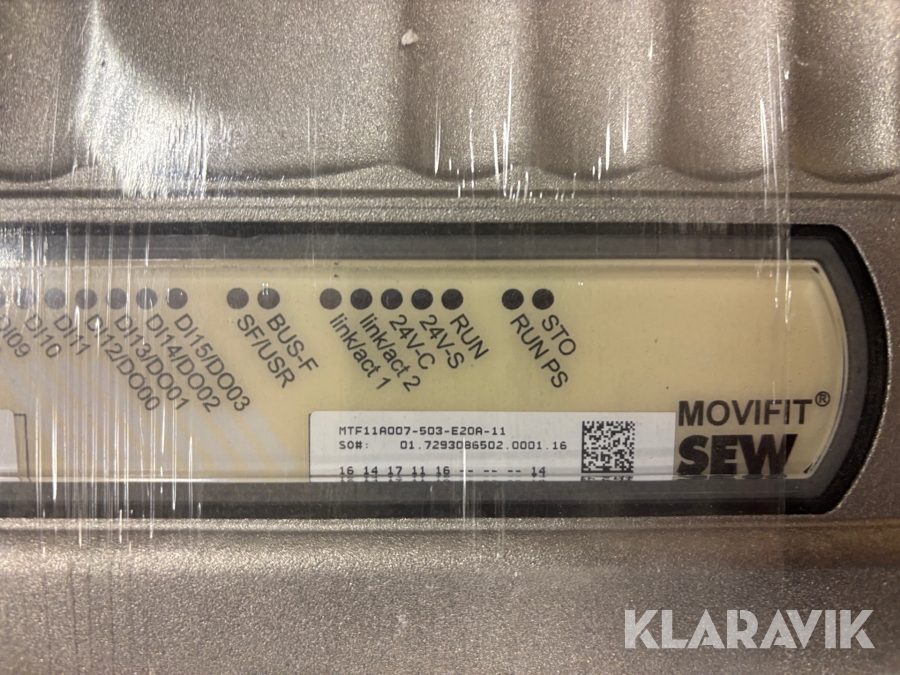 DI09
DI10
DI11
DI12/DO00
DI13/DO01
DI14/DO02
DI15/DO03
SF/USR
BUS-F
link/act 1
link/act 2
24V-C
24V-S
RUN
RUN PS
STO
MTF11A007-503-E20A-11
SO#: 01.7293086502.0001.16
16 14 17 11 16 -- -- -- 14
MOVIFIT®
SEW
KLARAVIK